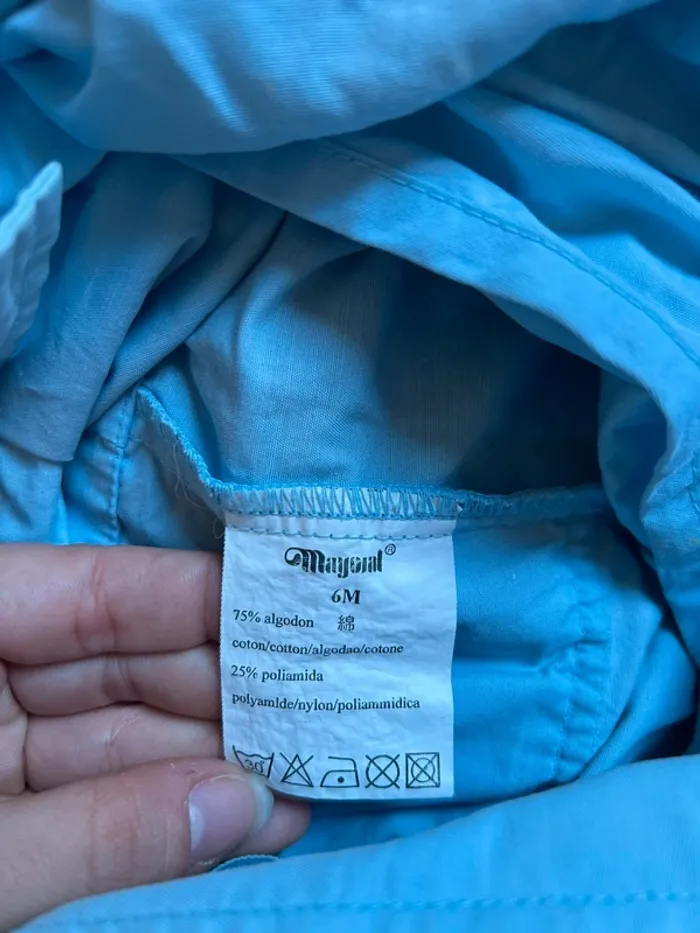 Mayoral®
6M
75% algodon 綿
coton/cotton/algodao/cotone
25% poliamida
polyamide/nylon/poliammidica
30°